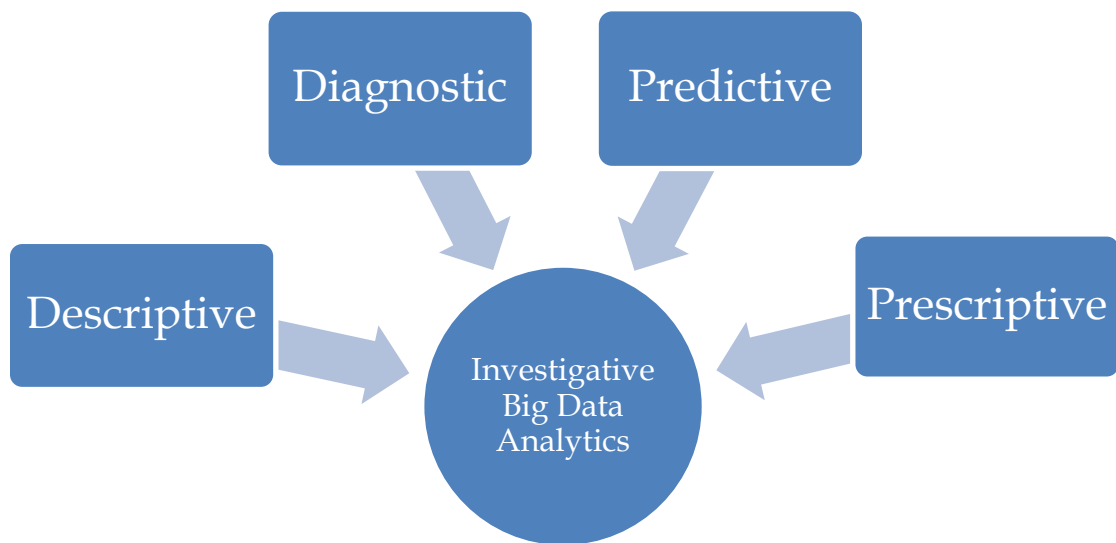 Diagnostic
Predictive
Descriptive
Prescriptive
Investigative
Big Data
Analytics